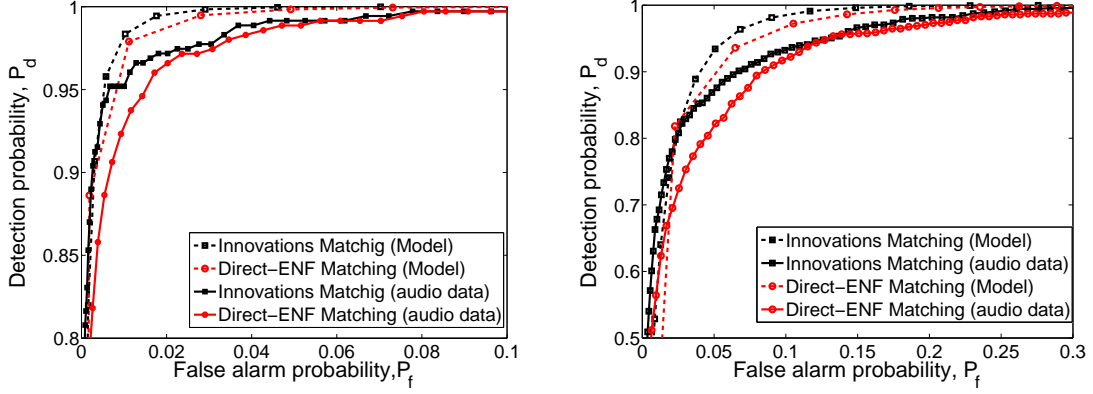 1
0.95
0.9
0.85
0.8
0
0.02
0.04
0.06
0.08
0.1
Detection probability, P_d
False alarm probability,P_f
Innovations Matchig (Model)
Direct−ENF Matching (Model)
Innovations Matchig (audio data)
Direct−ENF Matching (audio data)
1
0.9
0.8
0.7
0.6
0.5
0
0.05
0.1
0.15
0.2
0.25
0.3
Detection probability, P_d
False alarm probability, P_f
Innovations Matching (Model)
Innovations Matching (audio data)
Direct−ENF Matching (Model)
Direct−ENF Matching (audio data)